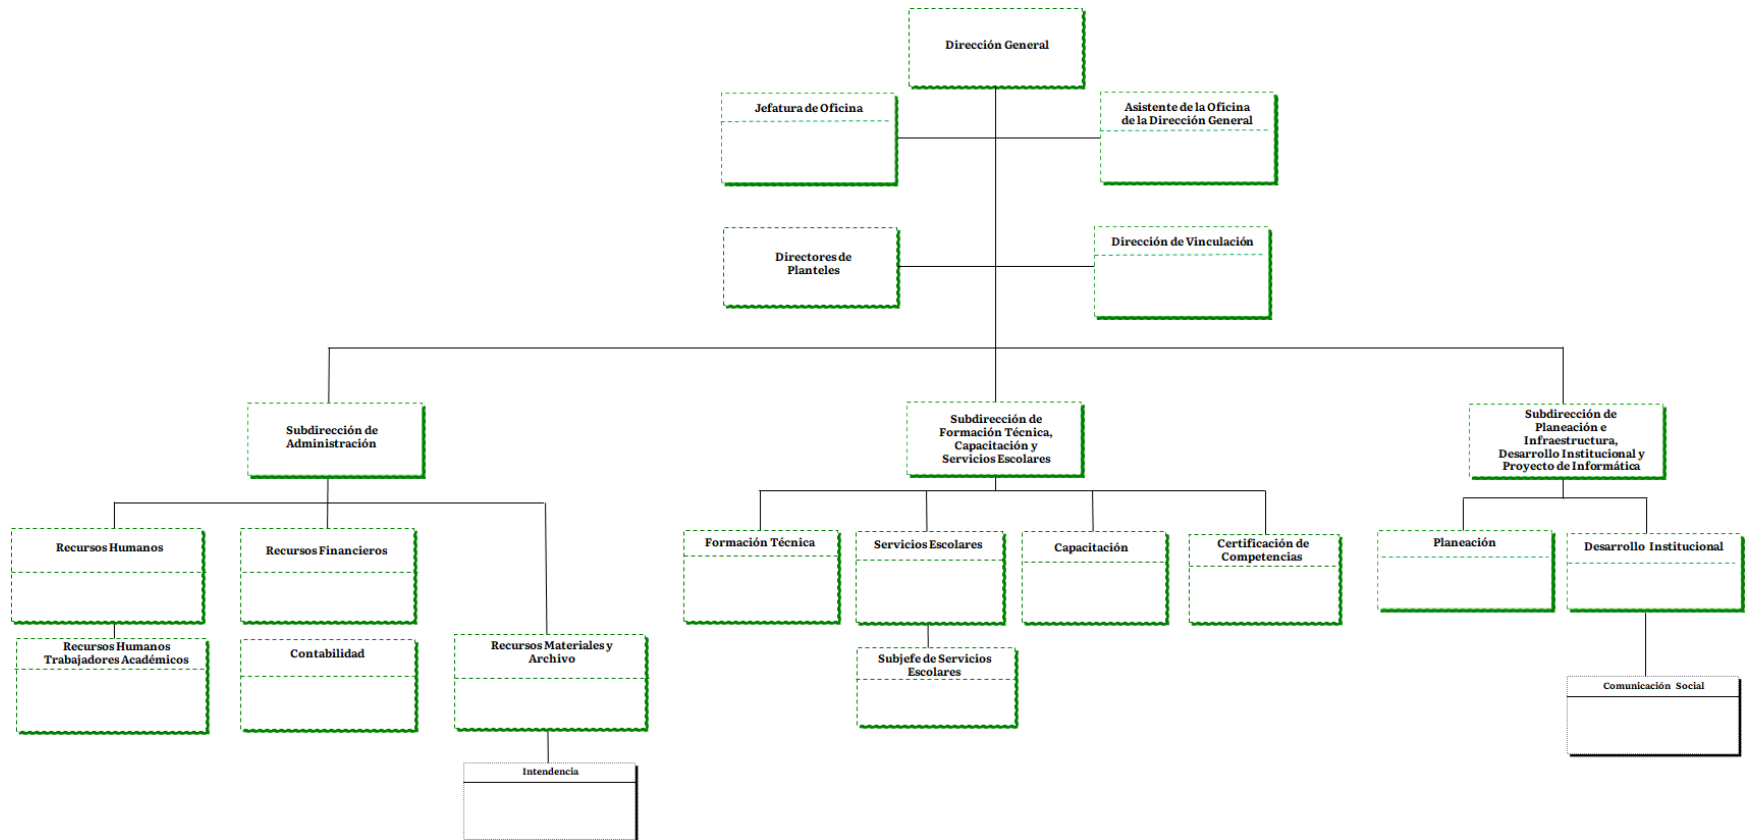 Dirección General
Jefatura de Oficina
Asistente de la Oficina
de la Dirección General
Directores de
Planteles
Dirección de Vinculación
Subdirección de
Administración
Subdirección de
Formación Técnica,
Capacitación y
Servicios Escolares
Subdirección de
Planeación e
Infraestructura,
Desarrollo Institucional y
Proyecto de Informática
Recursos Humanos
Recursos Financieros
Formación Técnica
Servicios Escolares
Capacitación
Certificación de
Competencias
Planeación
Desarrollo Institucional
Recursos Humanos
Trabajadores Académicos
Contabilidad
Recursos Materiales y
Archivo
Subjefe de Servicios
Escolares
Comunicación Social
Intendencia